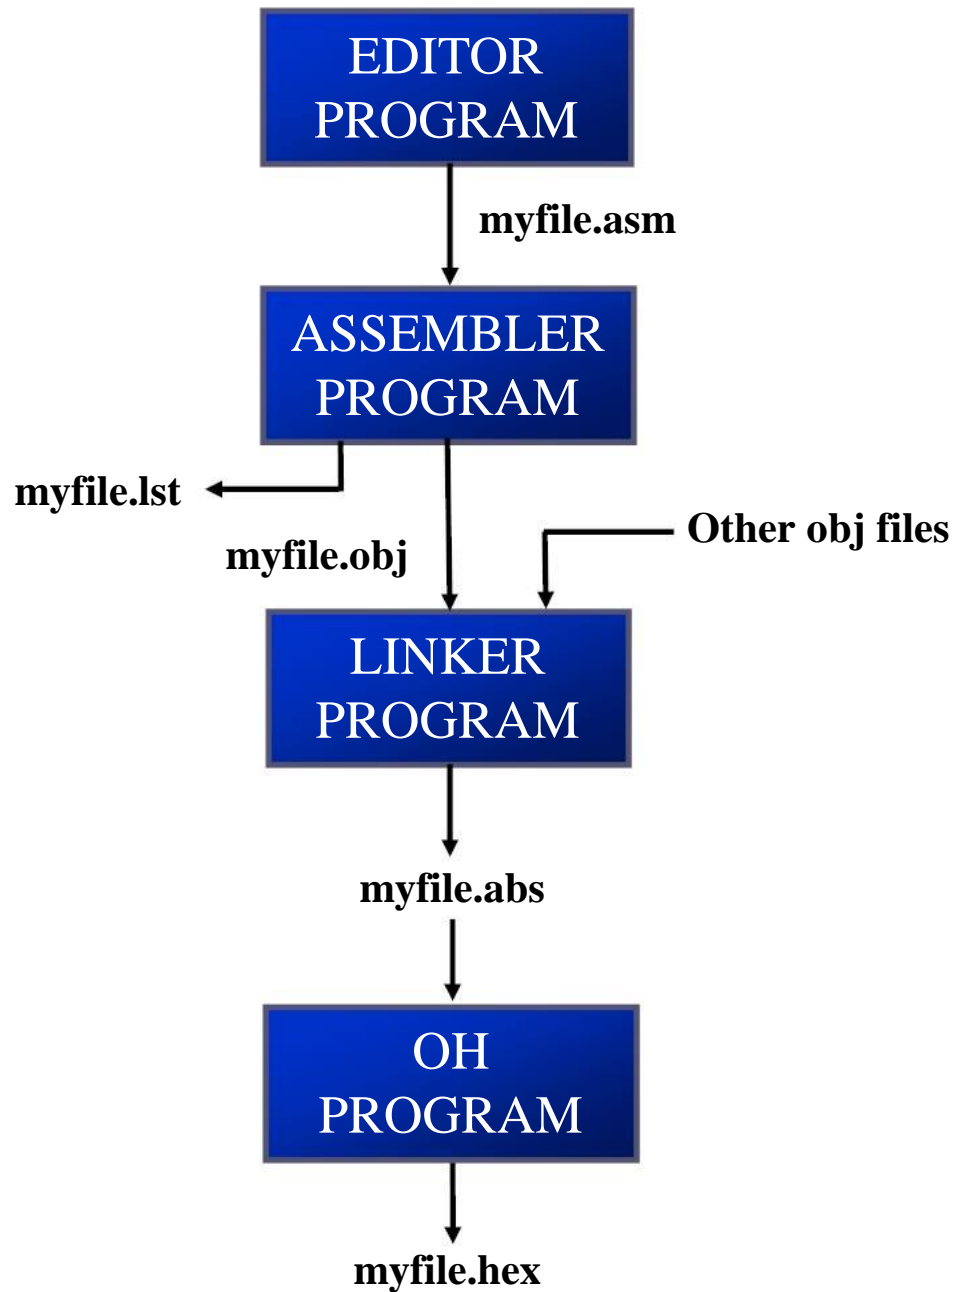 EDITOR
PROGRAM
myfile.asm
ASSEMBLER
PROGRAM
myfile.lst
Other obj files
myfile.obj
LINKER
PROGRAM
myfile.abs
OH
PROGRAM
myfile.hex